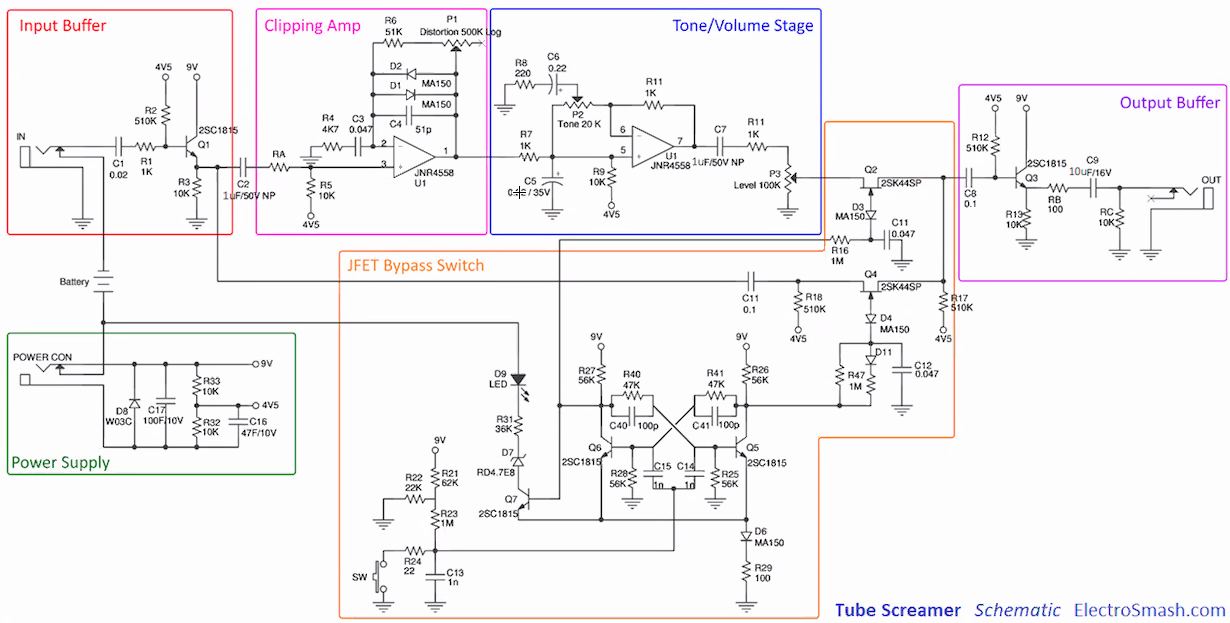 Input Buffer
4V5
9V
R2
510K
2SC1815
Q1
IN
C1
0.02
R1
1K
R3
10K
C2
1uF/50V NP
Clipping Amp
R6
51K
P1
Distortion 500K Log
D2
MA150
D1
MA150
C4
51p
R4
4K7
C3
0.047
2
3
1
JNR4558
U1
RA
R5
10K
4V5
Tone/Volume Stage
R8
220
C6
0.22
P2
Tone 20 K
R11
1K
R7
1K
6
5
7
U1
JNR4558
C5
/35V
R9
10K
4V5
C7
1uF/50V NP
R11
1K
P3
Level 100K
Output Buffer
4V5
9V
R12
510K
2SC1815
Q3
C8
0.1
R13
10K
RB
100
C9
10uF/16V
RC
10K
OUT
JFET Bypass Switch
Q2
2SK44SP
D3
MA150
C11
0.047
R16
1M
Q4
2SK44SP
C11
0.1
R18
510K
4V5
R17
510K
4V5
D4
MA150
D11
R47
1M
C12
0.047
9V
R27
56K
R40
47K
C40
100p
R41
47K
C41
100p
9V
R26
56K
Q6
2SC1815
Q5
2SC1815
R28
56K
C15
1n
C14
1n
R25
56K
D9
LED
R31
36K
D7
RD4.7E8
Q7
2SC1815
D6
MA150
R29
100
9V
R21
62K
R22
22K
R23
1M
R24
22
C13
1n
SW
Battery
POWER CON
9V
R33
10K
4V5
D8
W03C
C17
100F/10V
R32
10K
C16
47F/10V
Power Supply
Tube Screamer Schematic ElectroSmash.com